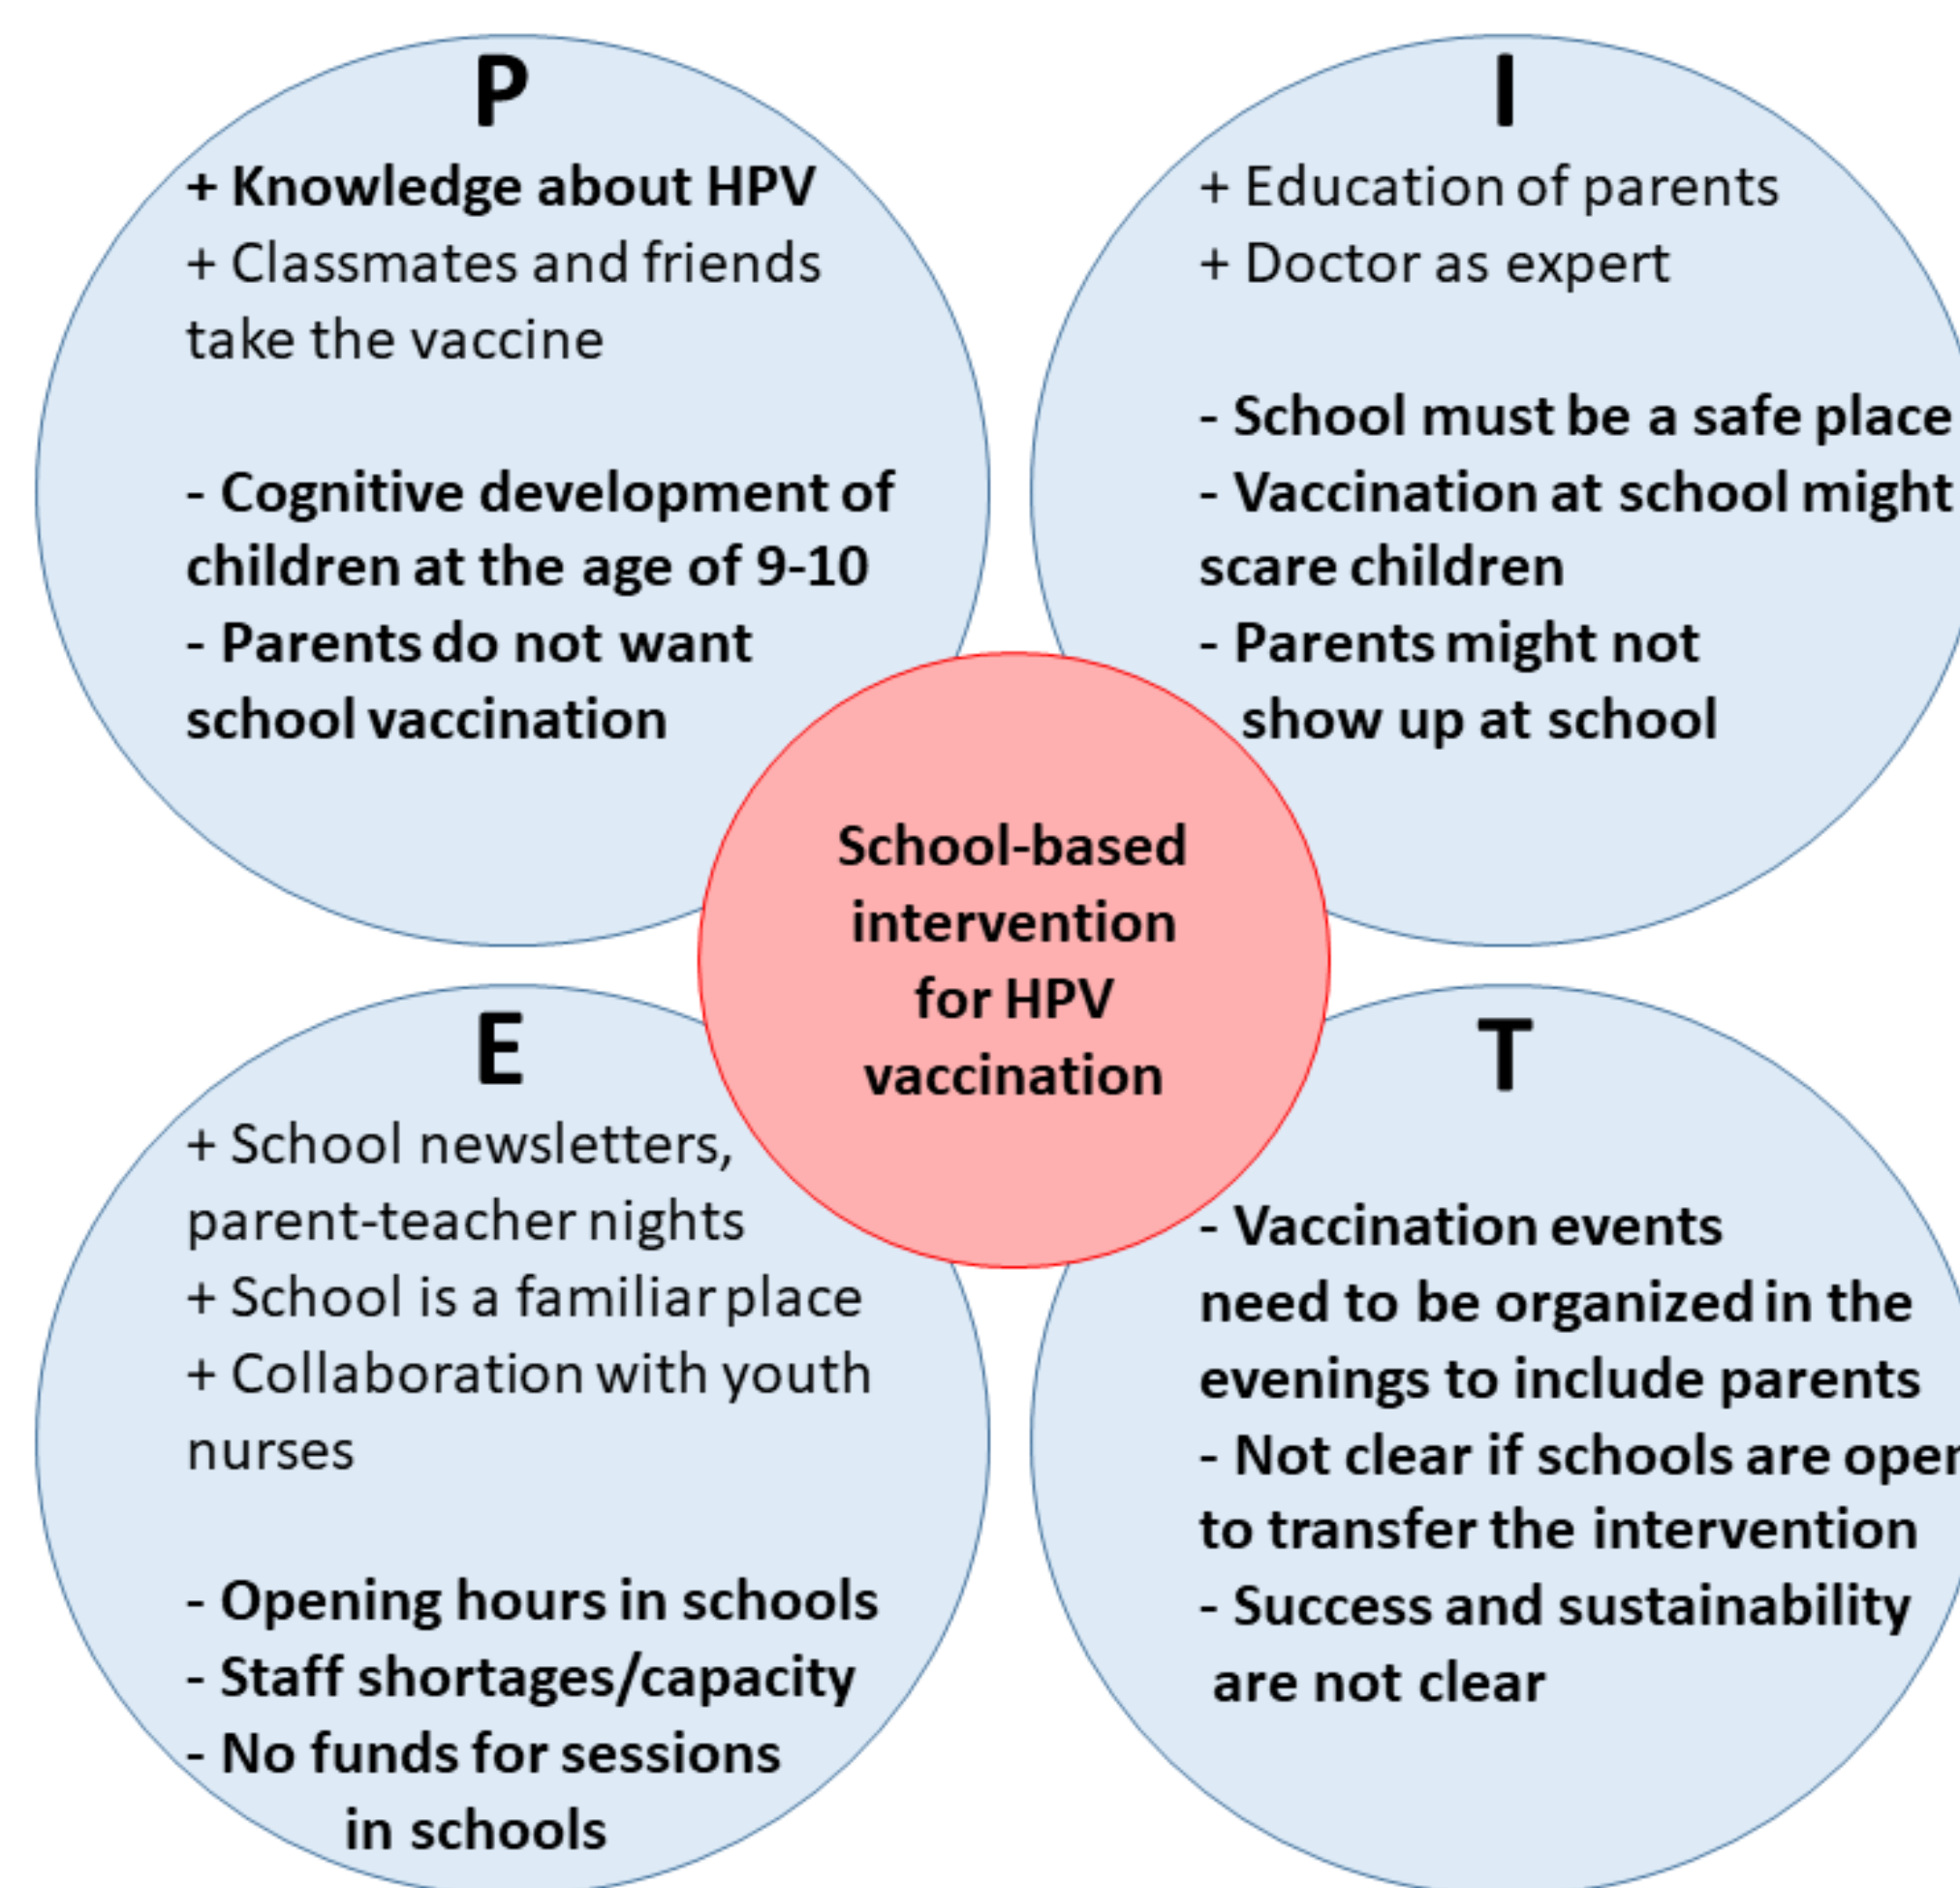 P
+ Knowledge about HPV
+ Classmates and friends
take the vaccine
- Cognitive development of
children at the age of 9-10
- Parents do not want
school vaccination
I
+ Education of parents
+ Doctor as expert
- School must be a safe place
- Vaccination at school might
scare children
- Parents might not
show up at school
School-based
intervention
for HPV
vaccination
E
+ School newsletters,
parent-teacher nights
+ School is a familiar place
+ Collaboration with youth
nurses
- Opening hours in schools
- Staff shortages/capacity
- No funds for sessions
in schools
T
- Vaccination events
need to be organized in the
evenings to include parents
- Not clear if schools are open
to transfer the intervention
- Success and sustainability
are not clear